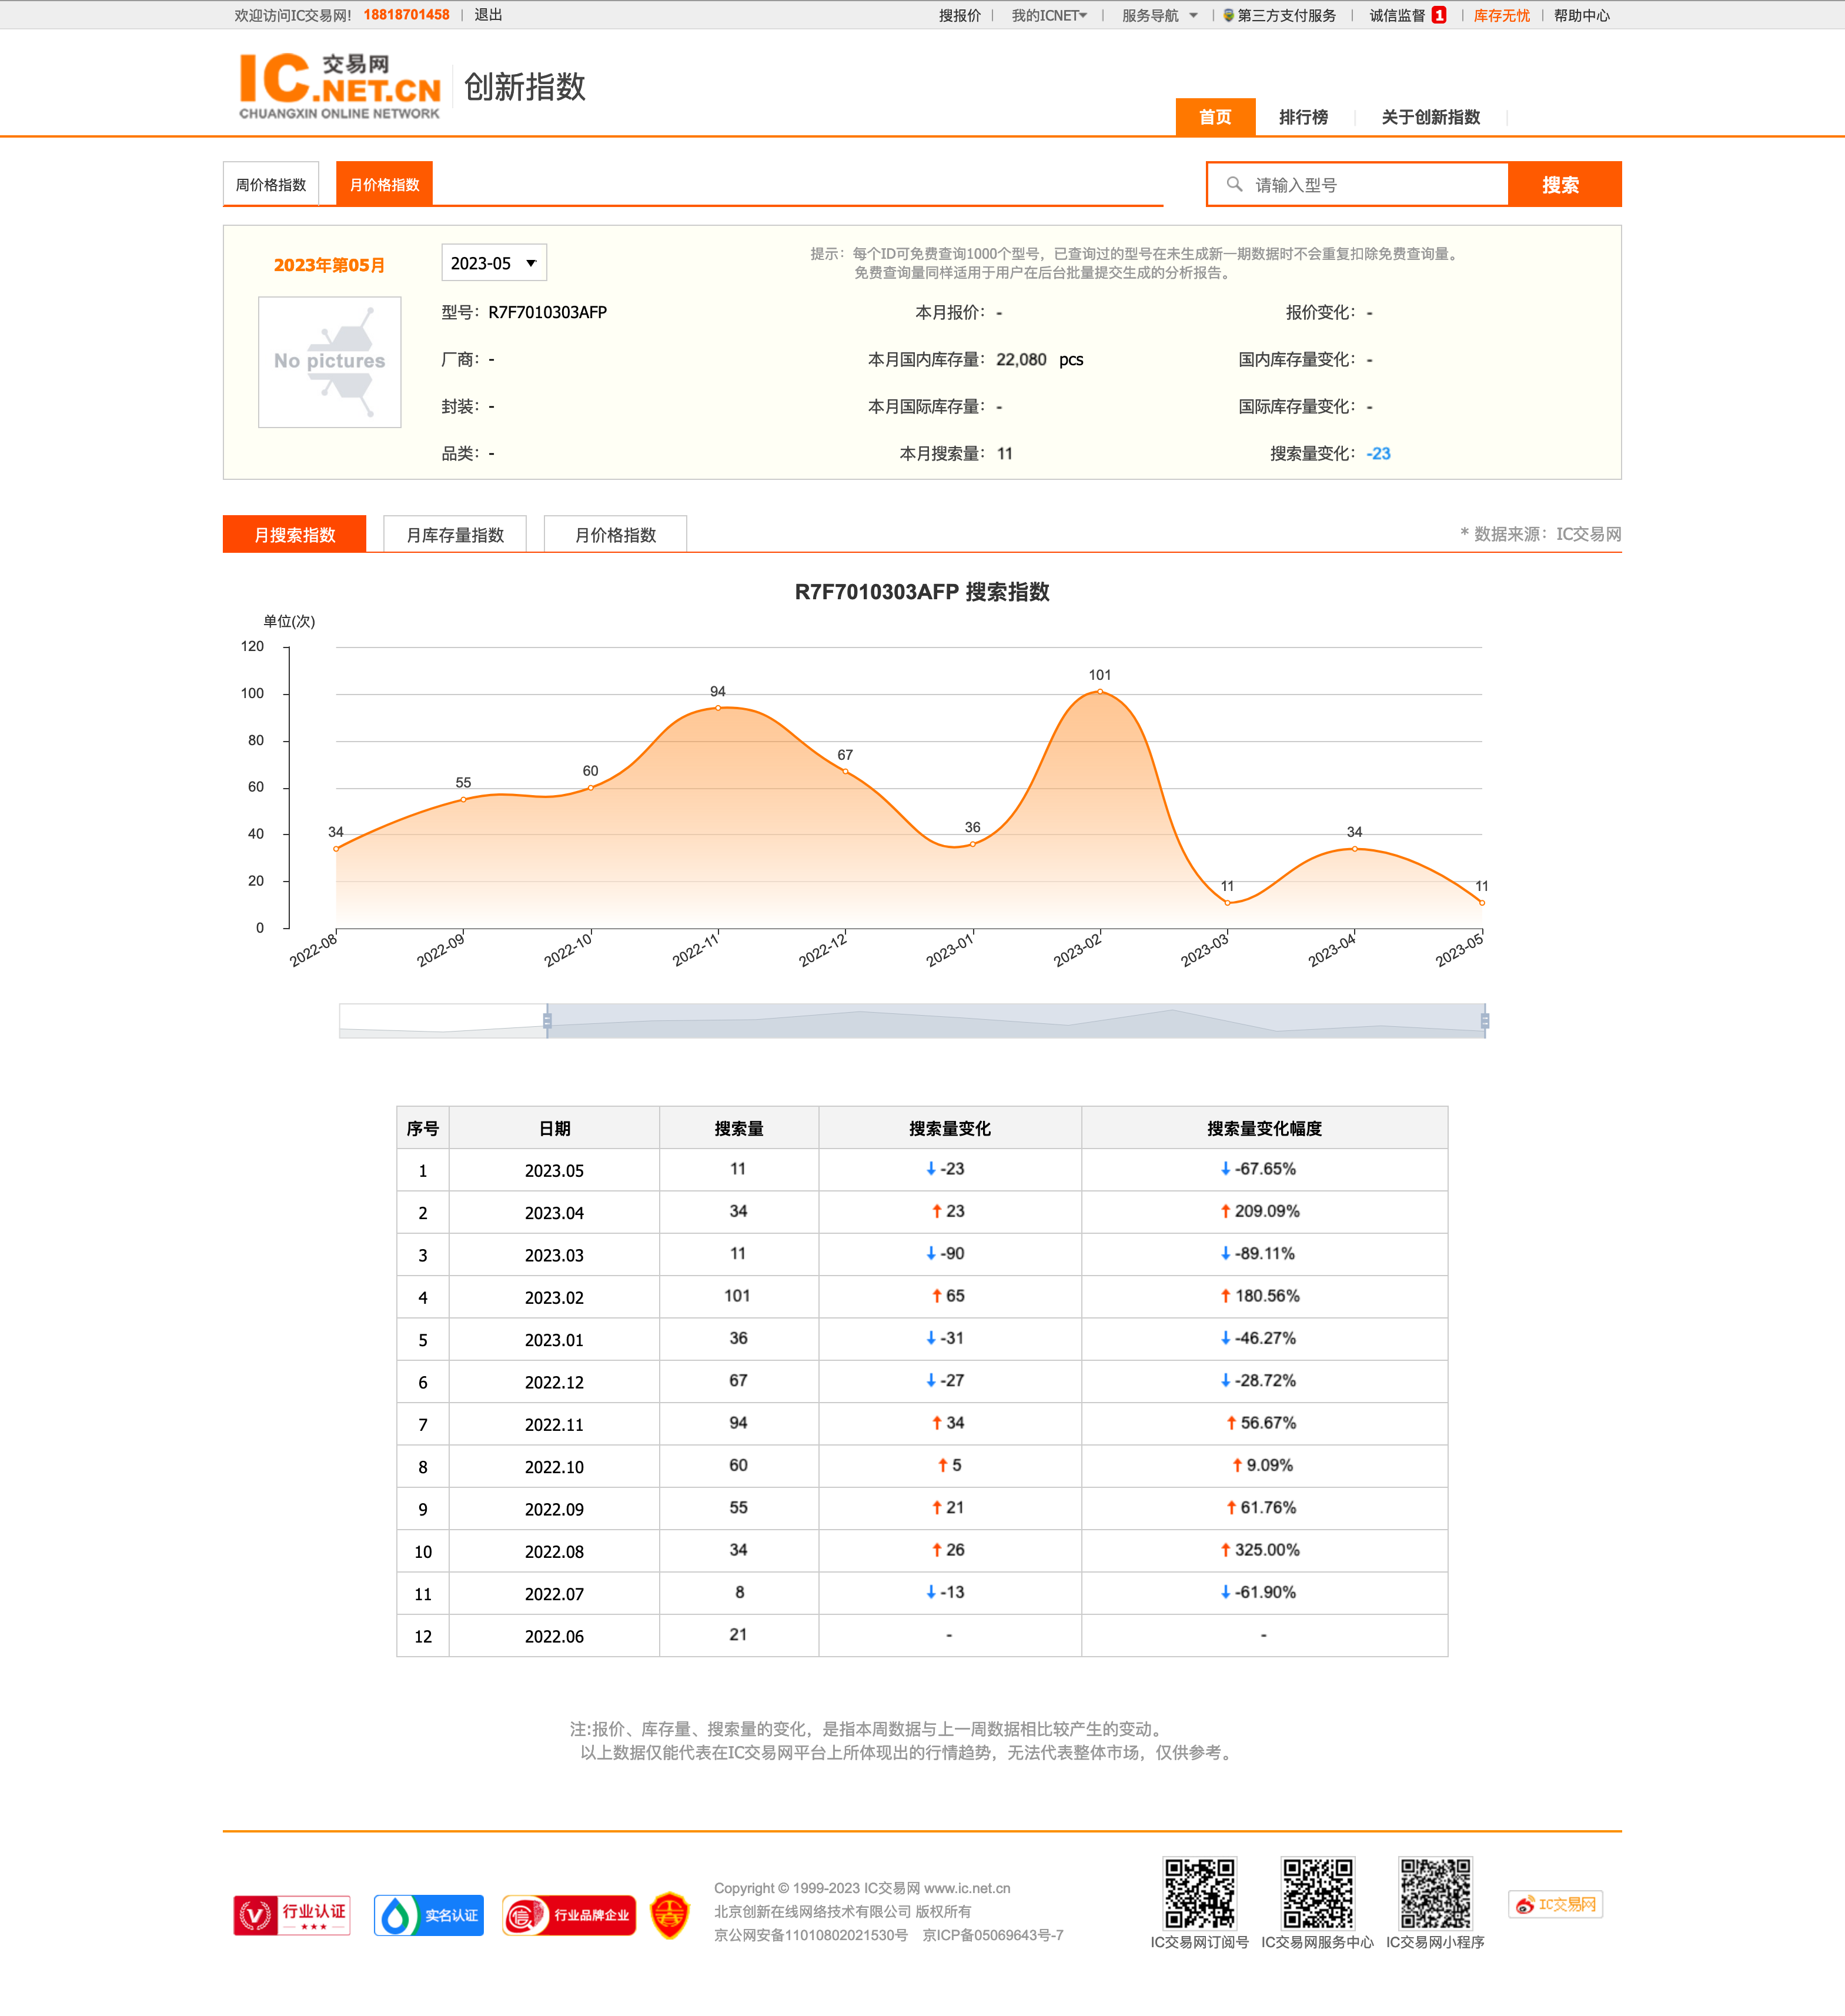 欢迎访问IC交易网! 18818701458 | 退出 搜报价 | 我的ICNET | 服务导航 | 第三方支付服务 | 诚信监督 1 | 库存无忧 | 帮助中心
IC交易网.NET.CN
CHUANGXIN ONLINE NETWORK
创新指数
首页 排行榜 关于创新指数
周价格指数 月价格指数 请输入型号 搜索
2023年第05月 2023-05
提示：每个ID可免费查询1000个型号，已查询过的型号在未生成新一期数据时不会重复扣除免费查询量。
免费查询量同样适用于用户在后台批量提交生成的分析报告。
No pictures
型号：R7F7010303AFP 本月报价：- 报价变化：-
厂商：- 本月国内库存量：22,080 pcs 国内库存量变化：-
封装：- 本月国际库存量：- 国际库存量变化：-
品类：- 本月搜索量：11 搜索量变化：-23
月搜索指数 月库存量指数 月价格指数 * 数据来源：IC交易网
R7F7010303AFP 搜索指数
单位(次)
120
100
80
60
40
20
0
34 55 60 94 67 36 101 11 34 11
2022-08 2022-09 2022-10 2022-11 2022-12 2023-01 2023-02 2023-03 2023-04 2023-05
序号 日期 搜索量 搜索量变化 搜索量变化幅度
1 2023.05 11 ↓ -23 ↓ -67.65%
2 2023.04 34 ↑ 23 ↑ 209.09%
3 2023.03 11 ↓ -90 ↓ -89.11%
4 2023.02 101 ↑ 65 ↑ 180.56%
5 2023.01 36 ↓ -31 ↓ -46.27%
6 2022.12 67 ↓ -27 ↓ -28.72%
7 2022.11 94 ↑ 34 ↑ 56.67%
8 2022.10 60 ↑ 5 ↑ 9.09%
9 2022.09 55 ↑ 21 ↑ 61.76%
10 2022.08 34 ↑ 26 ↑ 325.00%
11 2022.07 8 ↓ -13 ↓ -61.90%
12 2022.06 21 - -
注:报价、库存量、搜索量的变化，是指本周数据与上一周数据相比较产生的变动。
以上数据仅能代表在IC交易网平台上所体现出的行情趋势，无法代表整体市场，仅供参考。
行业认证
实名认证
信 行业品牌企业
Copyright © 1999-2023 IC交易网 www.ic.net.cn
北京创新在线网络技术有限公司 版权所有
京公网安备11010802021530号 京ICP备05069643号-7
IC交易网订阅号 IC交易网服务中心 IC交易网小程序
IC交易网